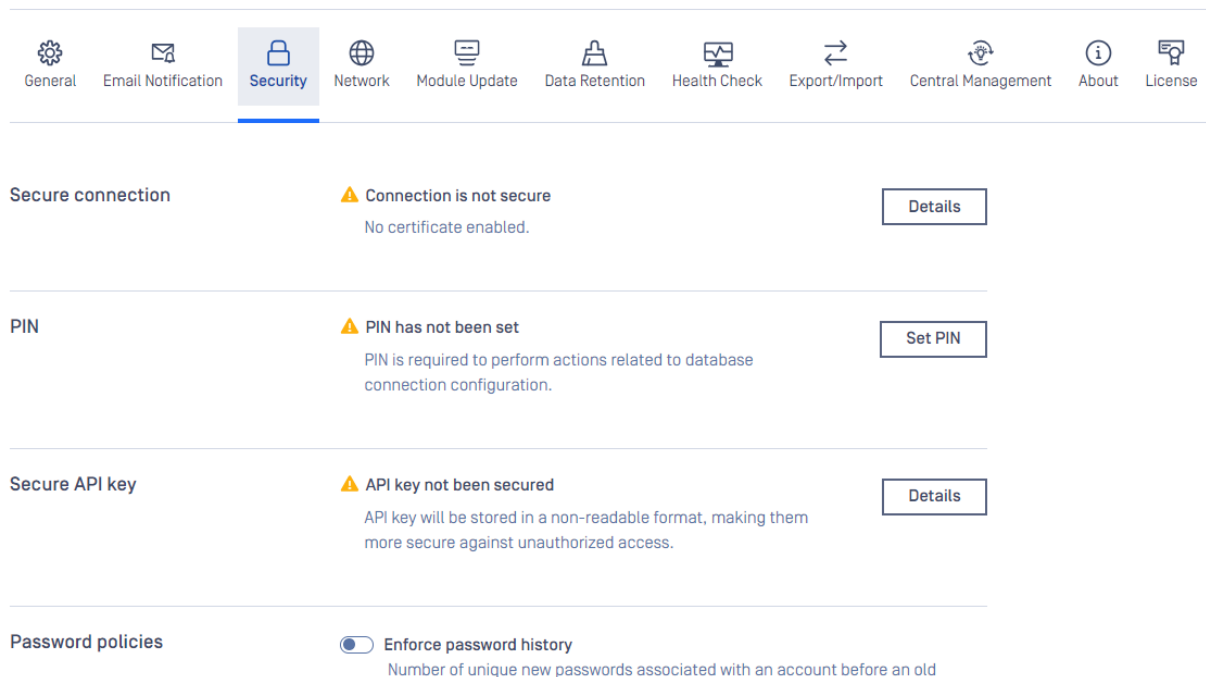 General
Email Notification
Security
Network
Module Update
Data Retention
Health Check
Export/Import
Central Management
About
License
Secure connection
Connection is not secure
No certificate enabled.
Details
PIN
PIN has not been set
PIN is required to perform actions related to database
connection configuration.
Set PIN
Secure API key
API key not been secured
API key will be stored in a non-readable format, making them
more secure against unauthorized access.
Details
Password policies
Enforce password history
Number of unique new passwords associated with an account before an old